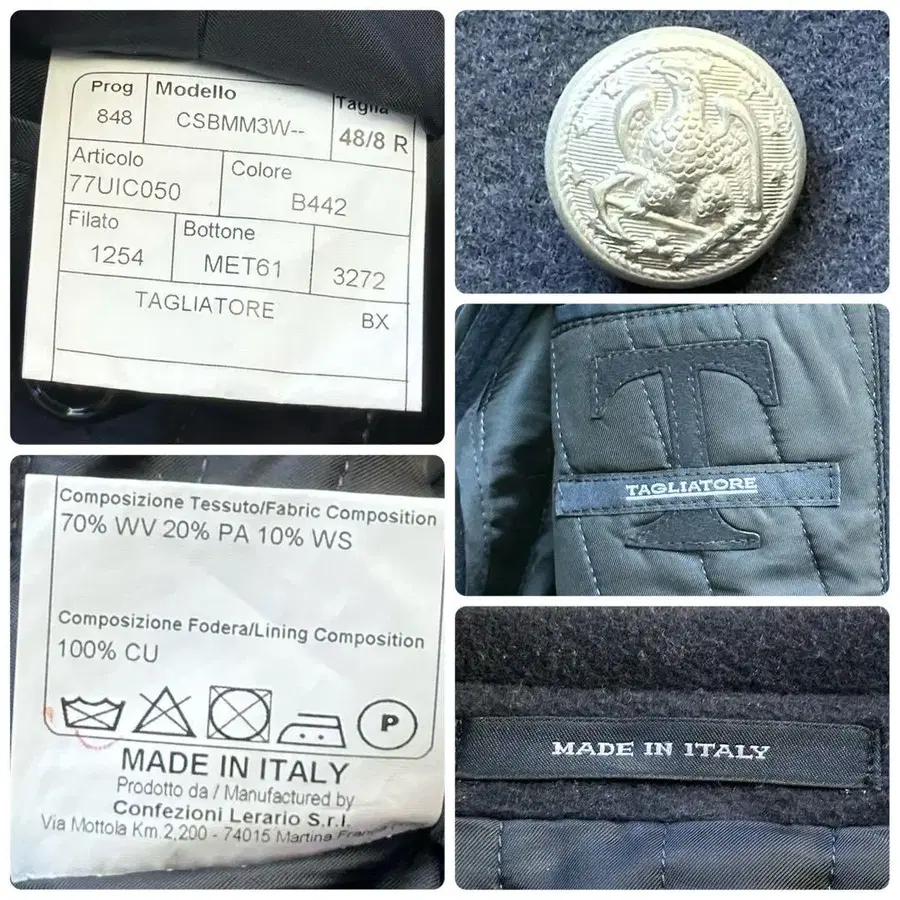 Prog
848
Modello
CSBMM3W--
Taglia
48/8 R
Articolo
77UIC050
Colore
B442
Filato
1254
Bottone
MET61
3272
TAGLIATORE
BX
Composizione Tessuto/Fabric Composition
70% WV 20% PA 10% WS
Composizione Fodera/Lining Composition
100% CU
P
MADE IN ITALY
Prodotto da / Manufactured by
Confezioni Lerario S.r.l.
Via Mottola Km.2,200 - 74015 Martina Franca
T
TAGLIATORE
MADE IN ITALY